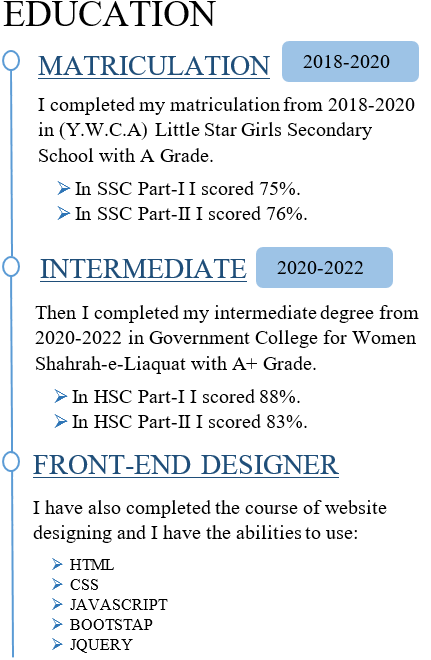 EDUCATION
MATRICULATION 2018-2020
I completed my matriculation from 2018-2020
in (Y.W.C.A) Little Star Girls Secondary
School with A Grade.
In SSC Part-I I scored 75%.
In SSC Part-II I scored 76%.
INTERMEDIATE 2020-2022
Then I completed my intermediate degree from
2020-2022 in Government College for Women
Shahrah-e-Liaquat with A+ Grade.
In HSC Part-I I scored 88%.
In HSC Part-II I scored 83%.
FRONT-END DESIGNER
I have also completed the course of website
designing and I have the abilities to use:
HTML
CSS
JAVASCRIPT
BOOTSTAP
JQUERY